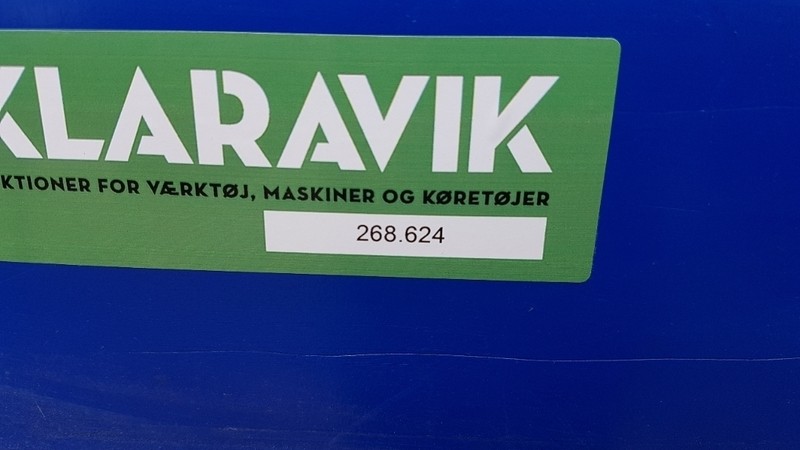 KLARAVIK
KTIONER FOR VÆRKTØJ, MASKINER OG KØRETØJER
268.624